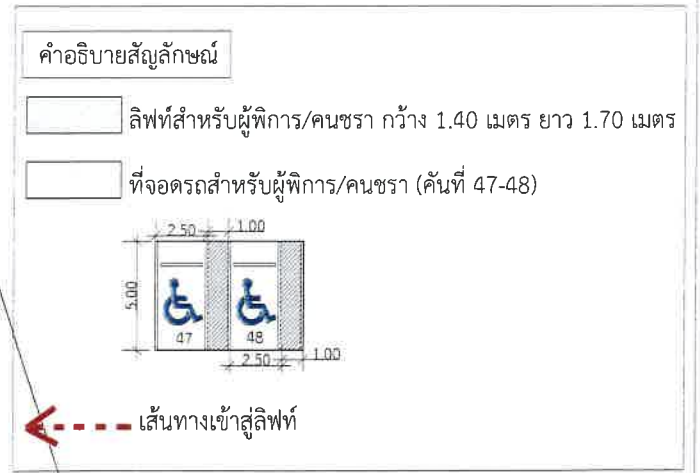 คำอธิบายสัญลักษณ์
ลิฟท์สำหรับผู้พิการ/คนชรา กว้าง 1.40 เมตร ยาว 1.70 เมตร
ที่จอดรถสำหรับผู้พิการ/คนชรา (คันที่ 47-48)
2.50 1.00
5.00
47 48
2.50 1.00
เส้นทางเข้าสู่ลิฟท์